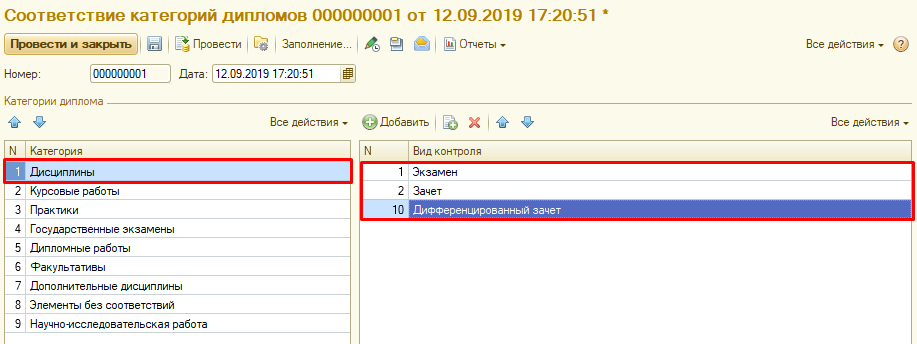 Соответствие категорий дипломов 000000001 от 12.09.2019 17:20:51 *
Провести и закрыть Провести Заполнение... Отчеты Все действия ?
Номер: 000000001 Дата: 12.09.2019 17:20:51
Категории диплома
Все действия Добавить Все действия
N Категория N Вид контроля
1 Дисциплины 1 Экзамен
2 Курсовые работы 2 Зачет
3 Практики 10 Дифференцированный зачет
4 Государственные экзамены
5 Дипломные работы
6 Факультативы
7 Дополнительные дисциплины
8 Элементы без соответствий
9 Научно-исследовательская работа